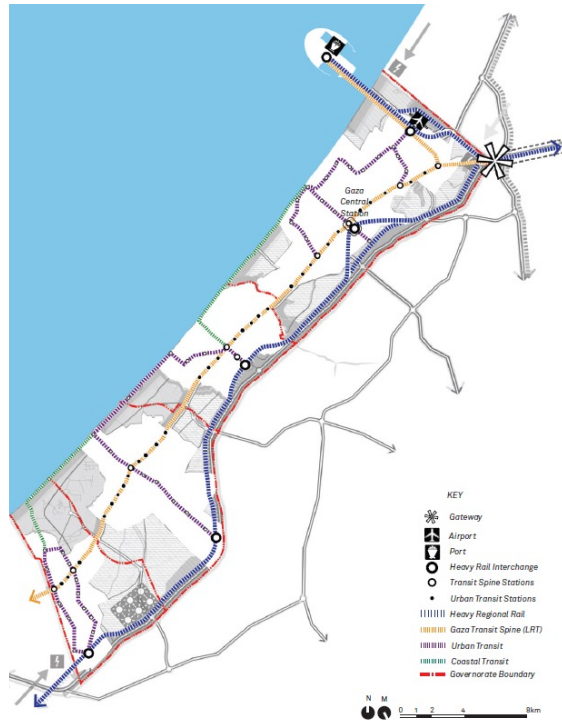 Gaza
Central
Station
KEY
Gateway
Airport
Port
Heavy Rail Interchange
Transit Spine Stations
Urban Transit Stations
Heavy Regional Rail
Gaza Transit Spine (LRT)
Urban Transit
Coastal Transit
Governorate Boundary
N M
0 1 2 4 8km